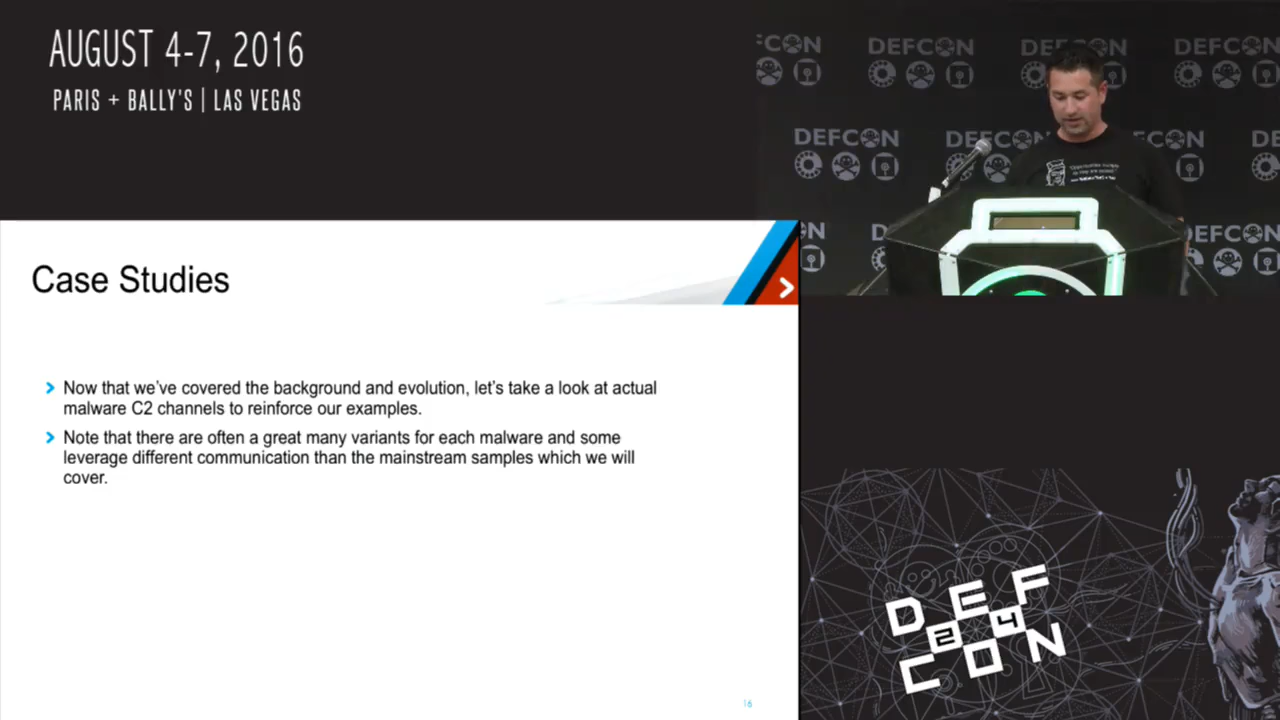 AUGUST 4-7, 2016
PARIS + BALLY'S | LAS VEGAS
DEFCON DEFCON
DEFCON
Case Studies
Now that we've covered the background and evolution, let's take a look at actual
malware C2 channels to reinforce our examples.
Note that there are often a great many variants for each malware and some
leverage different communication than the mainstream samples which we will
cover.
16
DEF
24
CON